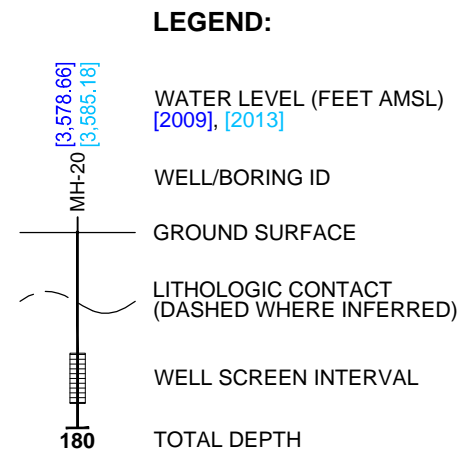 LEGEND:
[3,578.66]
[3,585.18]
WATER LEVEL (FEET AMSL)
[2009], [2013]
MH-20
WELL/BORING ID
GROUND SURFACE
LITHOLOGIC CONTACT
(DASHED WHERE INFERRED)
WELL SCREEN INTERVAL
180
TOTAL DEPTH